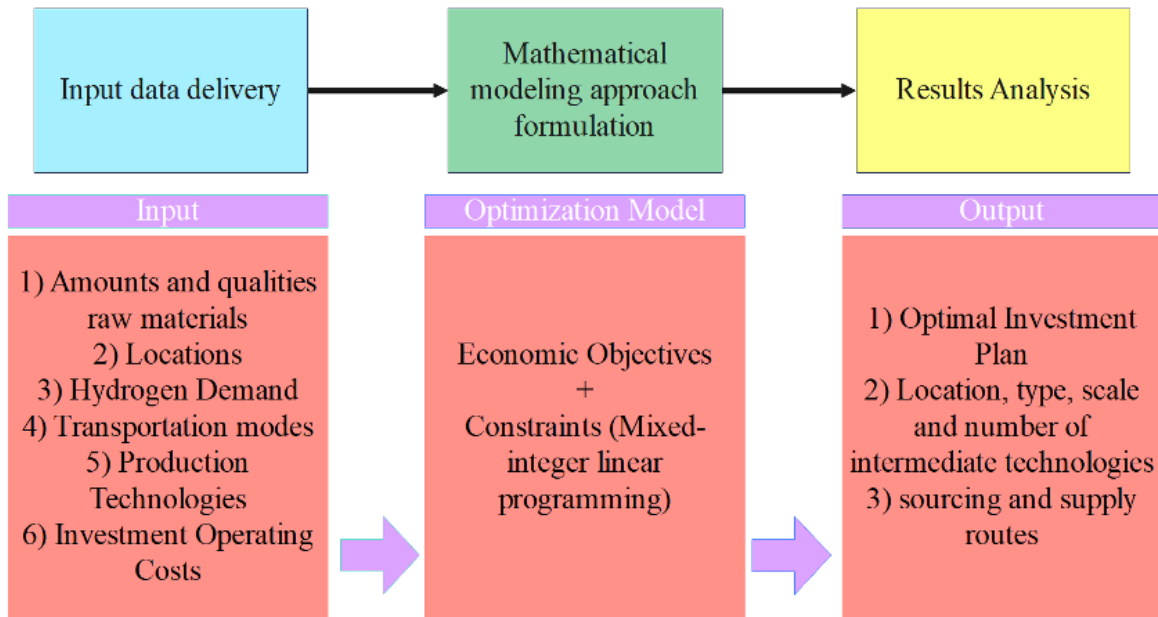 Input data delivery
Mathematical
modeling approach
formulation
Results Analysis
Input
1) Amounts and qualities
raw materials
2) Locations
3) Hydrogen Demand
4) Transportation modes
5) Production
Technologies
6) Investment Operating
Costs
Optimization Model
Economic Objectives
+
Constraints (Mixed-
integer linear
programming)
Output
1) Optimal Investment
Plan
2) Location, type, scale
and number of
intermediate technologies
3) sourcing and supply
routes